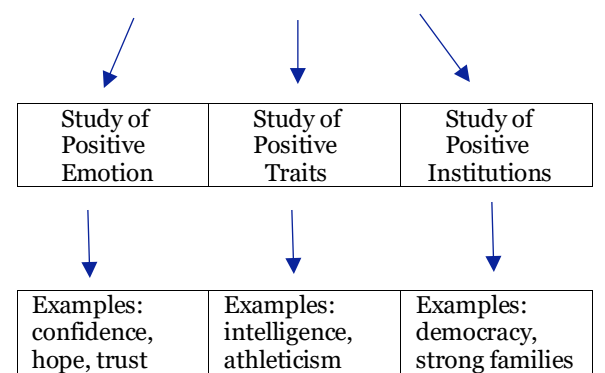 Study of
Positive
Emotion
Study of
Positive
Traits
Study of
Positive
Institutions
Examples:
confidence,
hope, trust
Examples:
intelligence,
athleticism
Examples:
democracy,
strong families